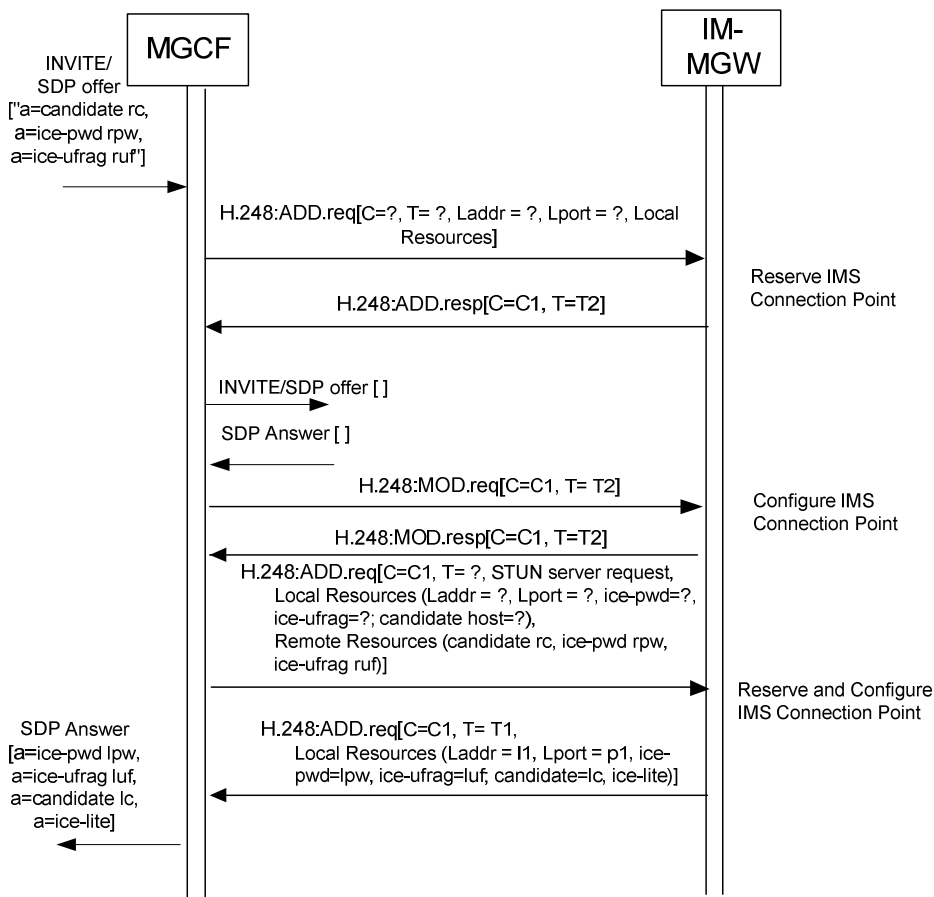 MGCF
IM-
MGW
INVITE/
SDP offer
["a=candidate rc,
a=ice-pwd rpw,
a=ice-ufrag ruf"]
H.248:ADD.req[C=?, T= ?, Laddr = ?, Lport = ?, Local
Resources]
Reserve IMS
Connection Point
H.248:ADD.resp[C=C1, T=T2]
INVITE/SDP offer [ ]
SDP Answer [ ]
H.248:MOD.req[C=C1, T= T2]
Configure IMS
Connection Point
H.248:MOD.resp[C=C1, T=T2]
H.248:ADD.req[C=C1, T= ?, STUN server request,
Local Resources (Laddr = ?, Lport = ?, ice-pwd=?,
ice-ufrag=?; candidate host=?),
Remote Resources (candidate rc, ice-pwd rpw,
ice-ufrag ruf)]
Reserve and Configure
IMS Connection Point
H.248:ADD.req[C=C1, T= T1,
Local Resources (Laddr = l1, Lport = p1, ice-
pwd=lpw, ice-ufrag=luf; candidate=lc, ice-lite)]
SDP Answer
[a=ice-pwd lpw,
a=ice-ufrag luf,
a=candidate lc,
a=ice-lite]